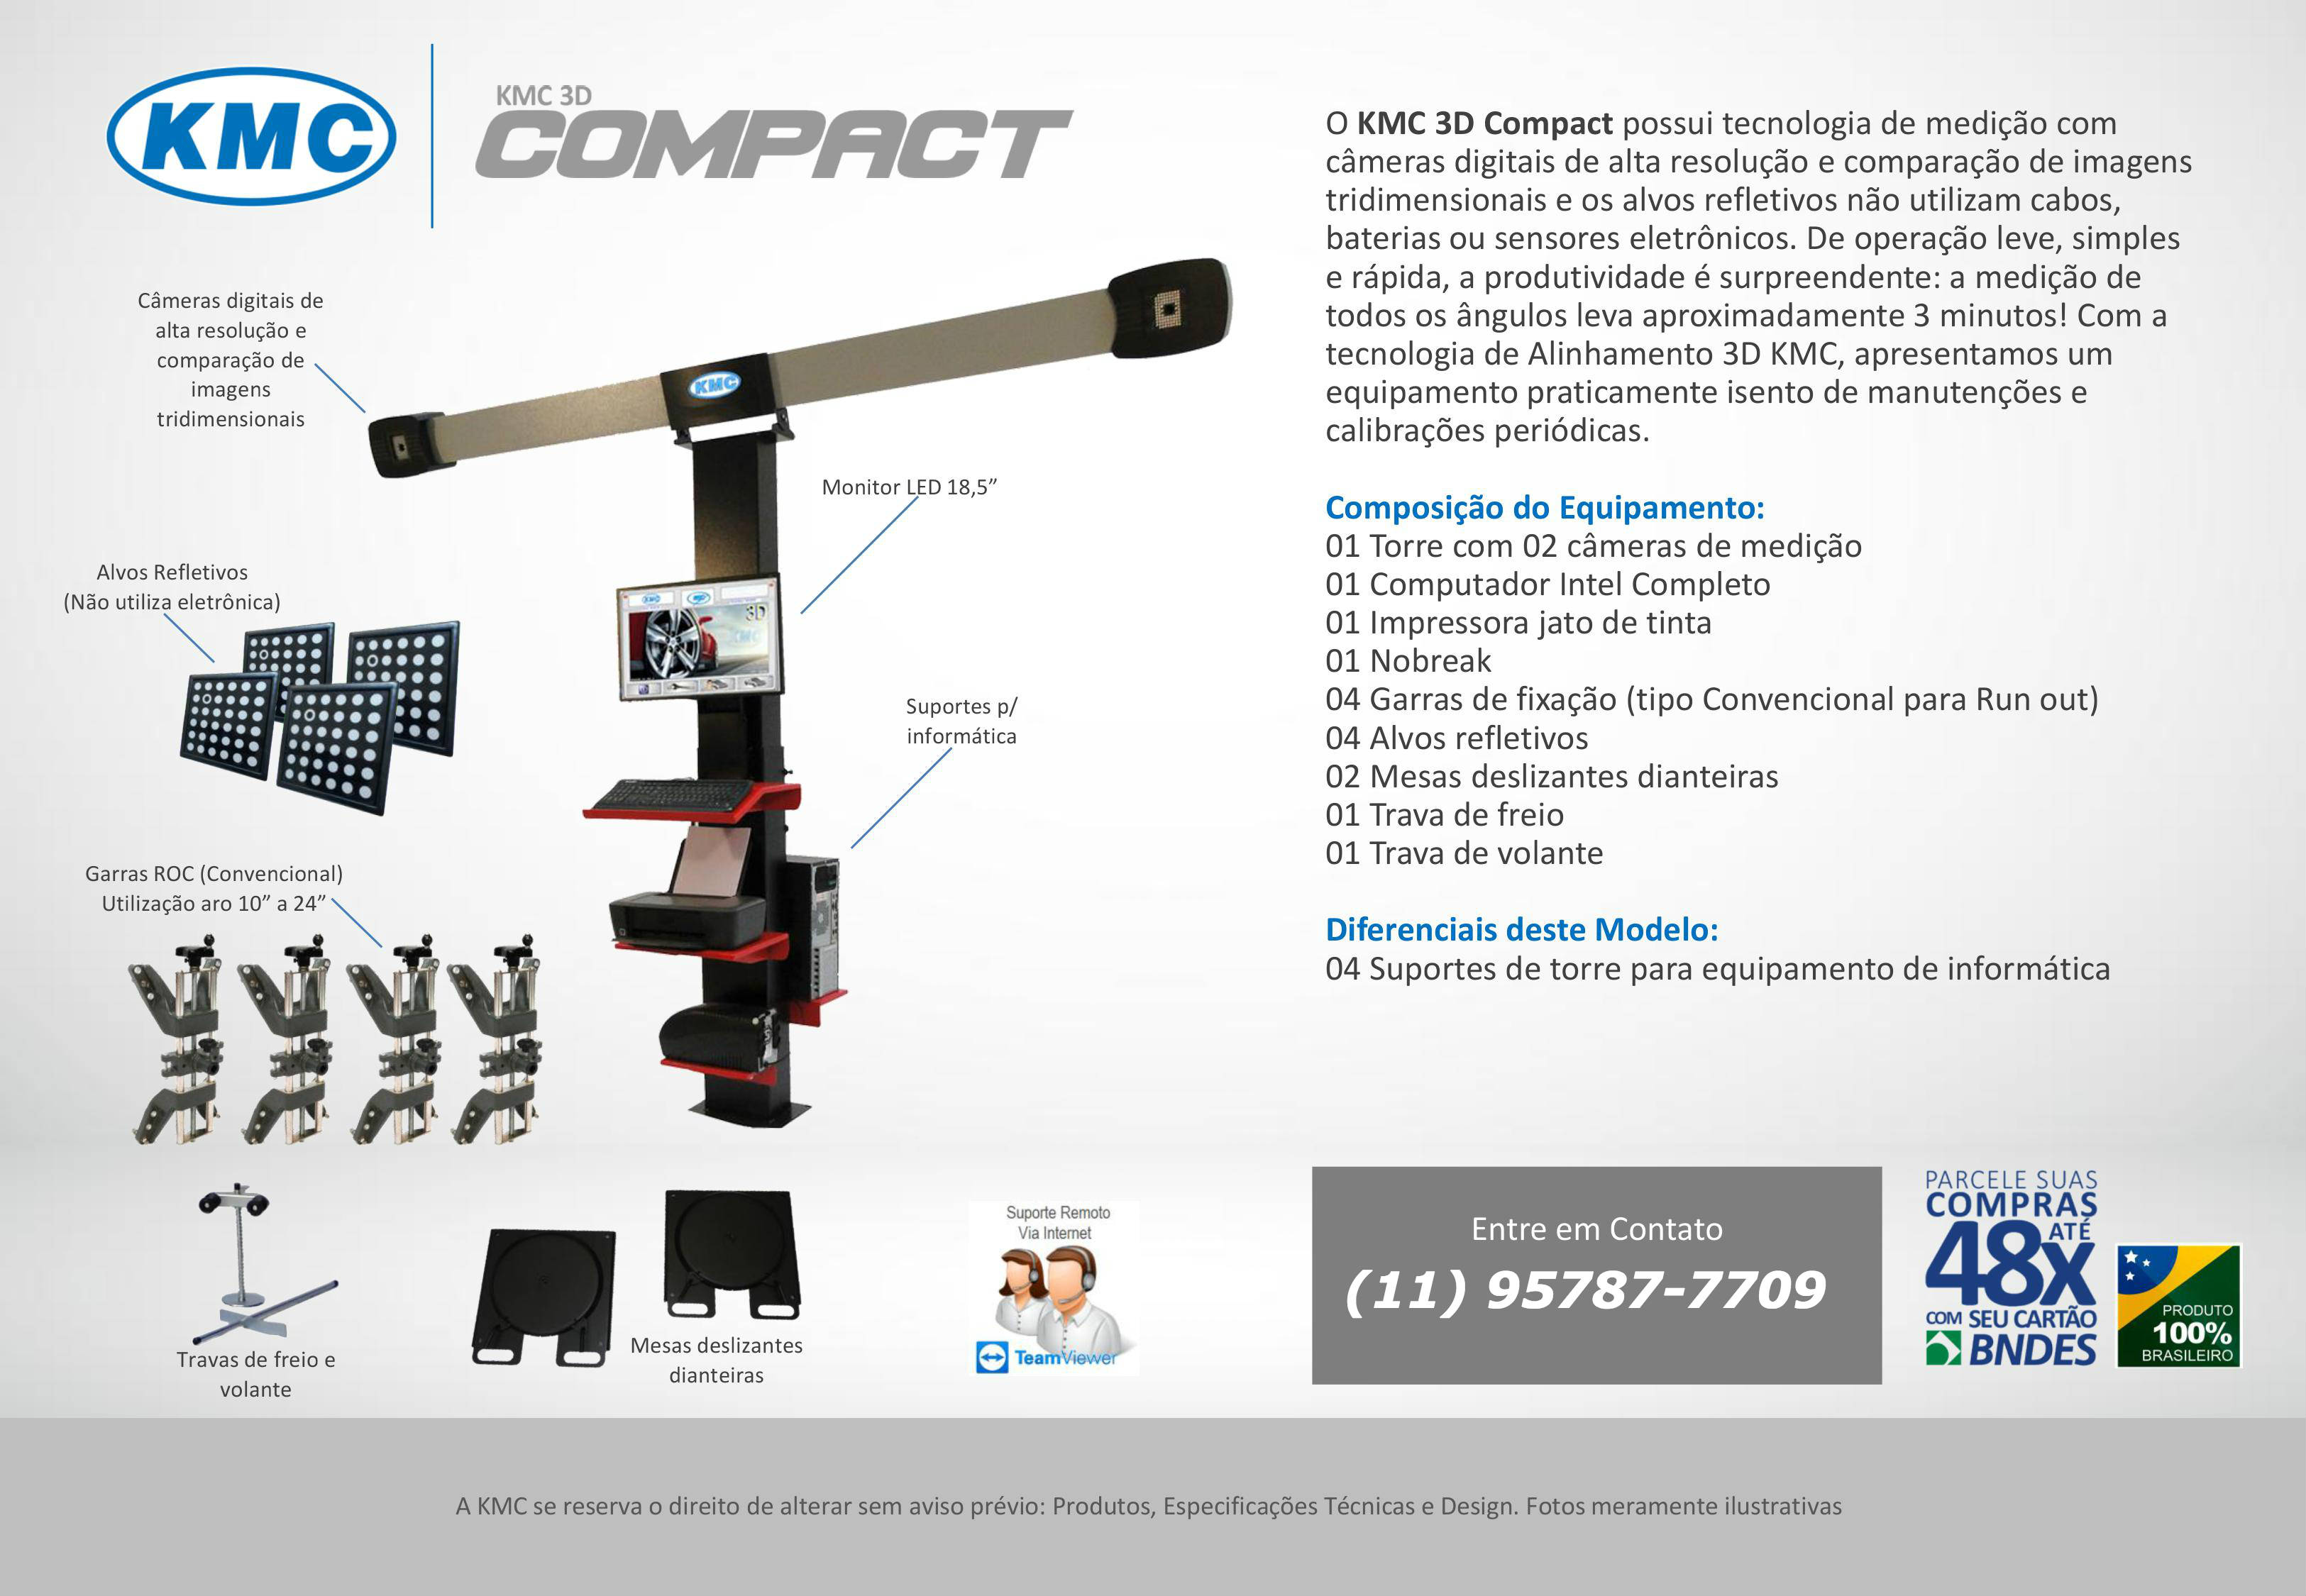 KMC
KMC 3D
COMPACT
Câmeras digitais de
alta resolução e
comparação de
imagens
tridimensionais
KMC
Monitor LED 18,5”
Alvos Refletivos
(Não utiliza eletrônica)
3D
Suportes p/
informática
Garras ROC (Convencional)
Utilização aro 10” a 24”
Travas de freio e
volante
Mesas deslizantes
dianteiras
Suporte Remoto
Via Internet
TeamViewer
O KMC 3D Compact possui tecnologia de medição com
câmeras digitais de alta resolução e comparação de imagens
tridimensionais e os alvos refletivos não utilizam cabos,
baterias ou sensores eletrônicos. De operação leve, simples
e rápida, a produtividade é surpreendente: a medição de
todos os ângulos leva aproximadamente 3 minutos! Com a
tecnologia de Alinhamento 3D KMC, apresentamos um
equipamento praticamente isento de manutenções e
calibrações periódicas.
Composição do Equipamento:
01 Torre com 02 câmeras de medição
01 Computador Intel Completo
01 Impressora jato de tinta
01 Nobreak
04 Garras de fixação (tipo Convencional para Run out)
04 Alvos refletivos
02 Mesas deslizantes dianteiras
01 Trava de freio
01 Trava de volante
Diferenciais deste Modelo:
04 Suportes de torre para equipamento de informática
Entre em Contato
(11) 95787-7709
PARCELE SUAS
COMPRAS
ATÉ
48X
COM SEU CARTÃO
BNDES
PRODUTO
100%
BRASILEIRO
A KMC se reserva o direito de alterar sem aviso prévio: Produtos, Especificações Técnicas e Design. Fotos meramente ilustrativas